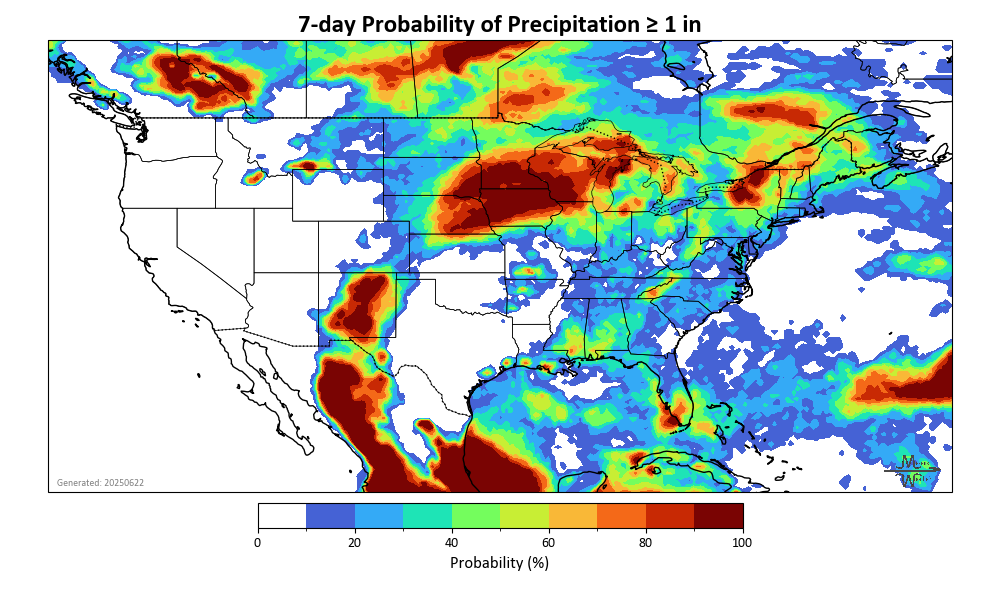 7-day Probability of Precipitation ≥ 1 in
Generated: 20250622
0 20 40 60 80 100
Probability (%)